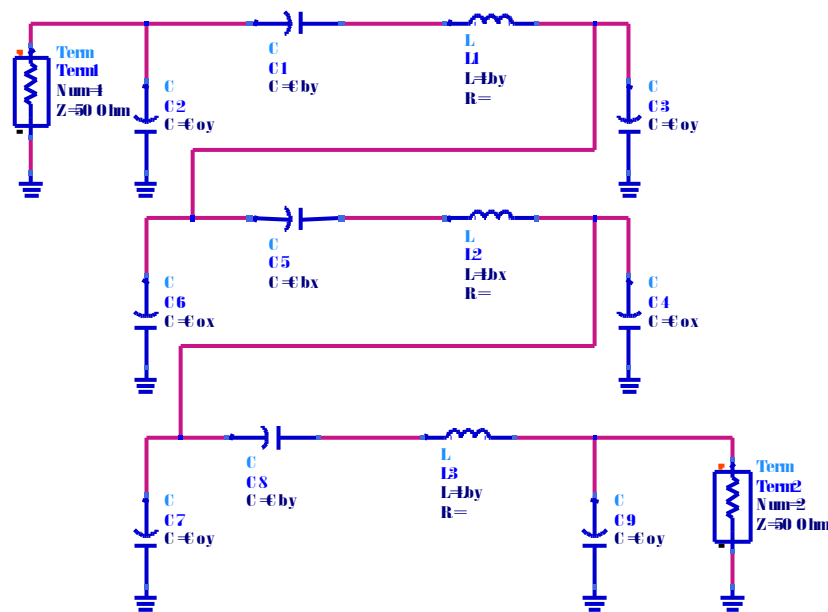 Term
Term1
Num=1
Z=50 Ohm
C
C2
C=Coy
C
C1
C=Cby
L
L1
L=Lby
R=
C
C3
C=Coy
C
C6
C=Cox
C
C5
C=Cbx
L
L2
L=Lbx
R=
C
C4
C=Cox
C
C7
C=Coy
C
C8
C=Cby
L
L3
L=Lby
R=
C
C9
C=Coy
Term
Term2
Num=2
Z=50 Ohm